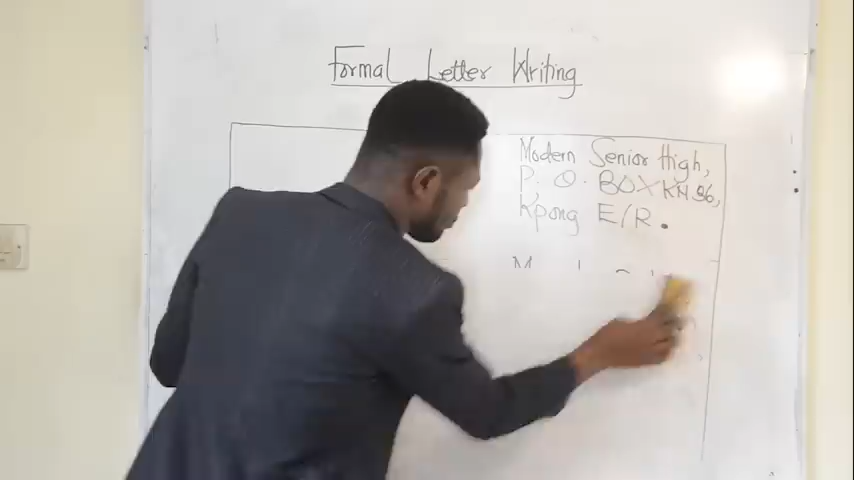 Formal Letter Writing
Modern Senior High,
P. O. BOX KN 96,
Kpong E/R.